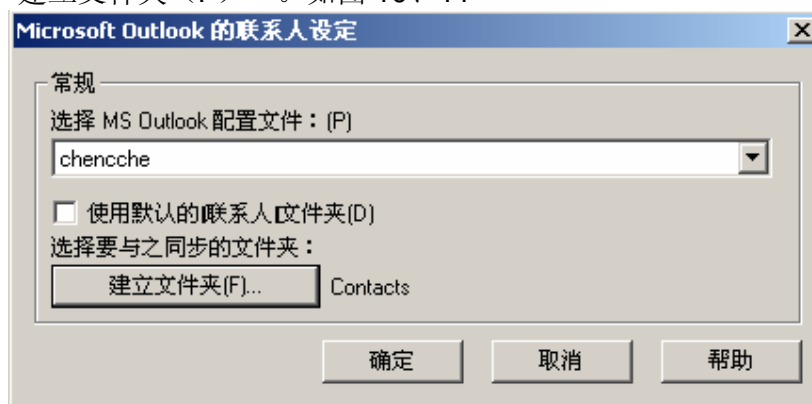 Microsoft Outlook 的联系人设定
常规
选择 MS Outlook 配置文件：(P)
chencche
使用默认的联系人文件夹(D)
选择要与之同步的文件夹：
建立文件夹(F)... Contacts
确定 取消 帮助